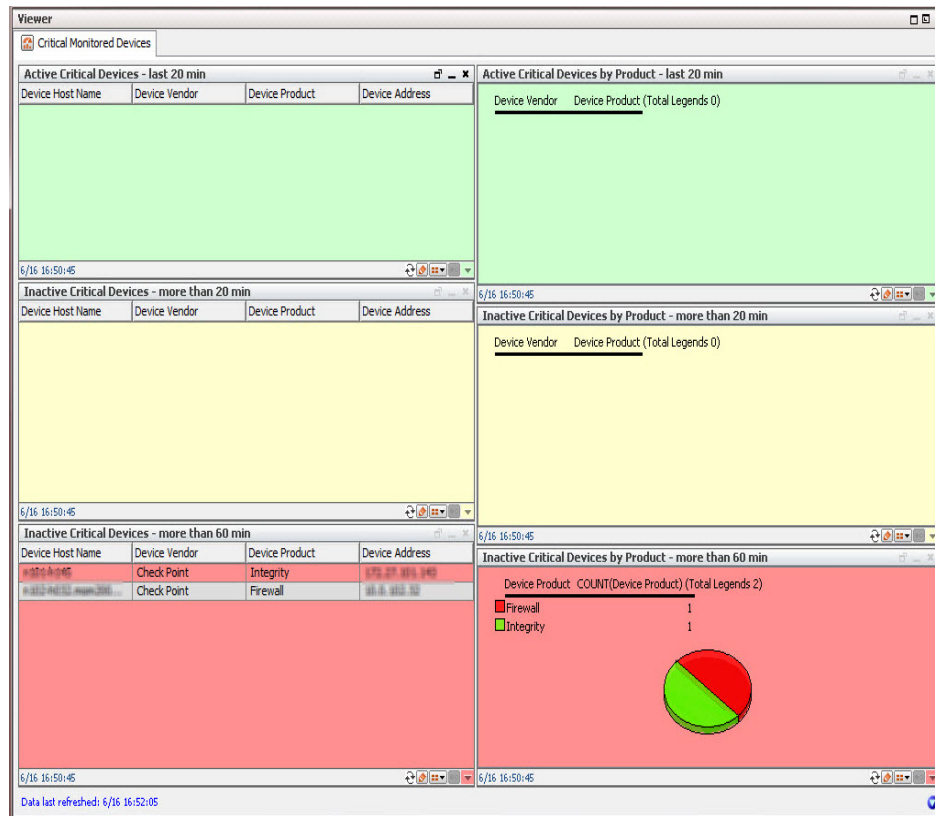 Viewer
Critical Monitored Devices
Active Critical Devices - last 20 min
Device Host Name Device Vendor Device Product Device Address
6/16 16:50:45
Active Critical Devices by Product - last 20 min
Device Vendor Device Product (Total Legends 0)
6/16 16:50:45
Inactive Critical Devices - more than 20 min
Device Host Name Device Vendor Device Product Device Address
6/16 16:50:45
Inactive Critical Devices by Product - more than 20 min
Device Vendor Device Product (Total Legends 0)
6/16 16:50:45
Inactive Critical Devices - more than 60 min
Device Host Name Device Vendor Device Product Device Address
Check Point Integrity
Check Point Firewall
6/16 16:50:45
Inactive Critical Devices by Product - more than 60 min
Device Product COUNT(Device Product) (Total Legends 2)
Firewall 1
Integrity 1
6/16 16:50:45
Data last refreshed: 6/16 16:52:05